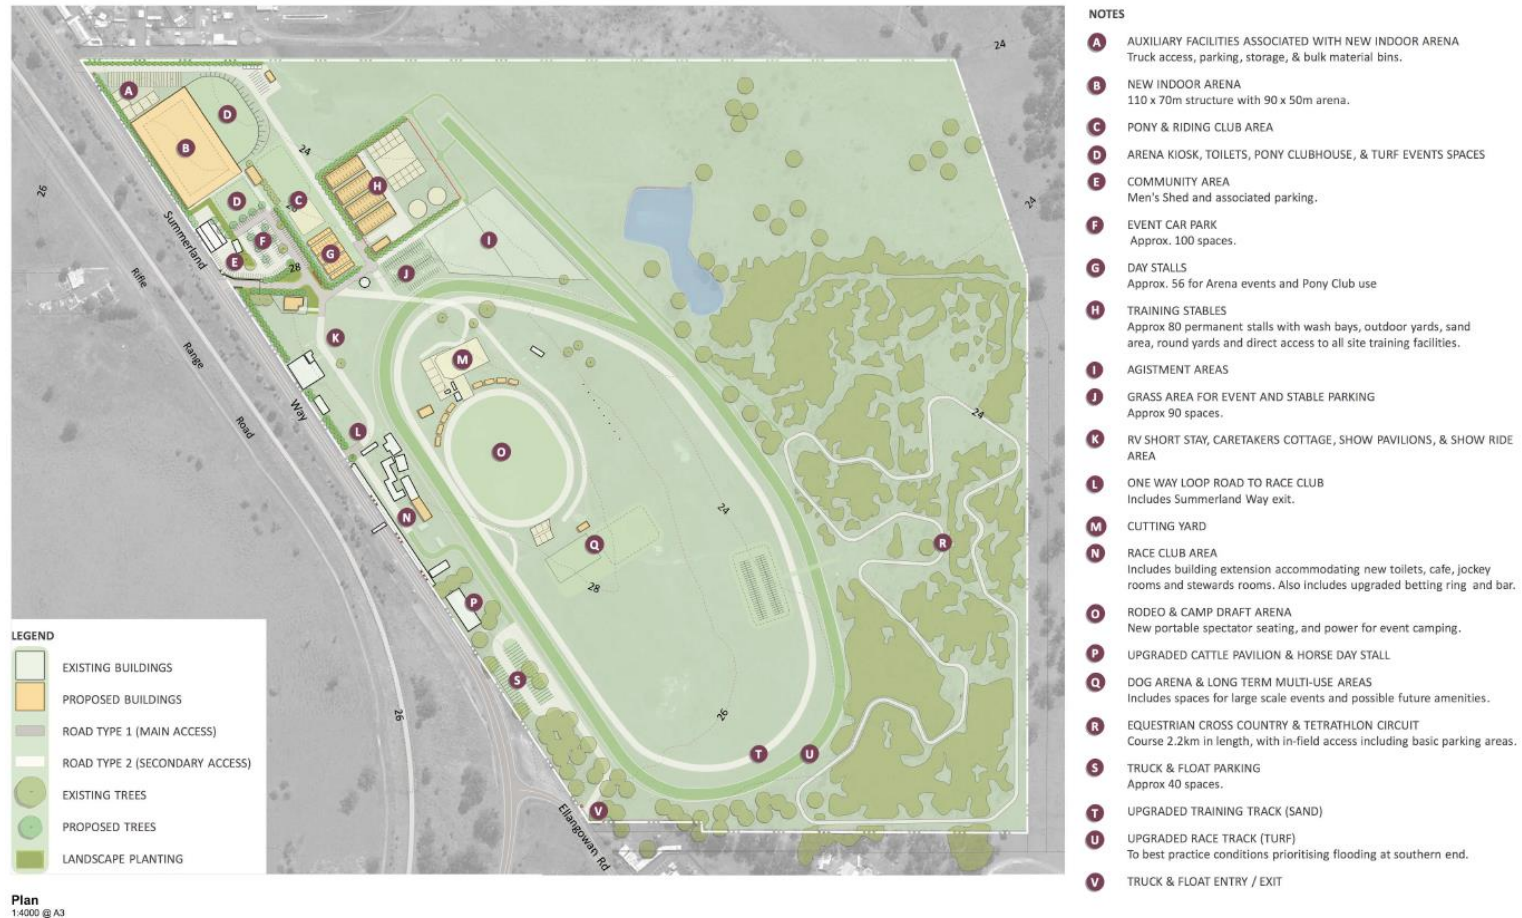 NOTES
A
AUXILIARY FACILITIES ASSOCIATED WITH NEW INDOOR ARENA
Truck access, parking, storage, & bulk material bins.
B
NEW INDOOR ARENA
110 x 70m structure with 90 x 50m arena.
C
PONY & RIDING CLUB AREA
D
ARENA KIOSK, TOILETS, PONY CLUBHOUSE, & TURF EVENTS SPACES
E
COMMUNITY AREA
Men's Shed and associated parking.
F
EVENT CAR PARK
Approx. 100 spaces.
G
DAY STALLS
Approx. 56 for Arena events and Pony Club use
H
TRAINING STABLES
Approx 80 permanent stalls with wash bays, outdoor yards, sand
area, round yards and direct access to all site training facilities.
I
AGISTMENT AREAS
J
GRASS AREA FOR EVENT AND STABLE PARKING
Approx 90 spaces.
K
RV SHORT STAY, CARETAKERS COTTAGE, SHOW PAVILIONS, & SHOW RIDE
AREA
L
ONE WAY LOOP ROAD TO RACE CLUB
Includes Summerland Way exit.
M
CUTTING YARD
N
RACE CLUB AREA
Includes building extension accommodating new toilets, cafe, jockey
rooms and stewards rooms. Also includes upgraded betting ring and bar.
O
RODEO & CAMP DRAFT ARENA
New portable spectator seating, and power for event camping.
P
UPGRADED CATTLE PAVILION & HORSE DAY STALL
Q
DOG ARENA & LONG TERM MULTI-USE AREAS
Includes spaces for large scale events and possible future amenities.
R
EQUESTRIAN CROSS COUNTRY & TETRATHLON CIRCUIT
Course 2.2km in length, with in-field access including basic parking areas.
S
TRUCK & FLOAT PARKING
Approx 40 spaces.
T
UPGRADED TRAINING TRACK (SAND)
U
UPGRADED RACE TRACK (TURF)
To best practice conditions prioritising flooding at southern end.
V
TRUCK & FLOAT ENTRY / EXIT
24
A
D
B
24
26
H
D
C
24
Summerland
F
I
E
G
28
J
Rifle
K
Range
M
Way
24
Road
L
O
N
24
Q
R
28
P
S
26
26
T
U
V
Ellangowan Rd
LEGEND
EXISTING BUILDINGS
PROPOSED BUILDINGS
ROAD TYPE 1 (MAIN ACCESS)
ROAD TYPE 2 (SECONDARY ACCESS)
EXISTING TREES
PROPOSED TREES
LANDSCAPE PLANTING
Plan
1:4000 @ A3